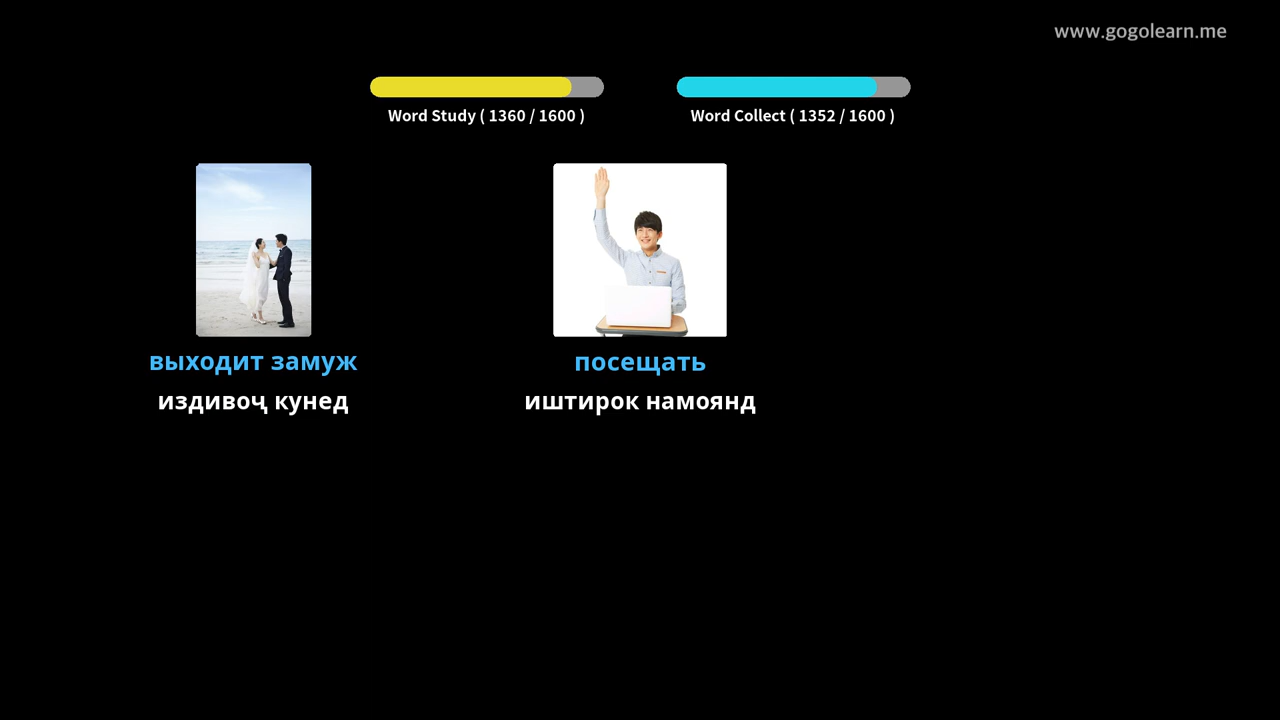 www.gogolearn.me
Word Study ( 1360 / 1600 )
Word Collect ( 1352 / 1600 )
выходит замуж
издивоҷ кунед
посещать
иштирок намоянд